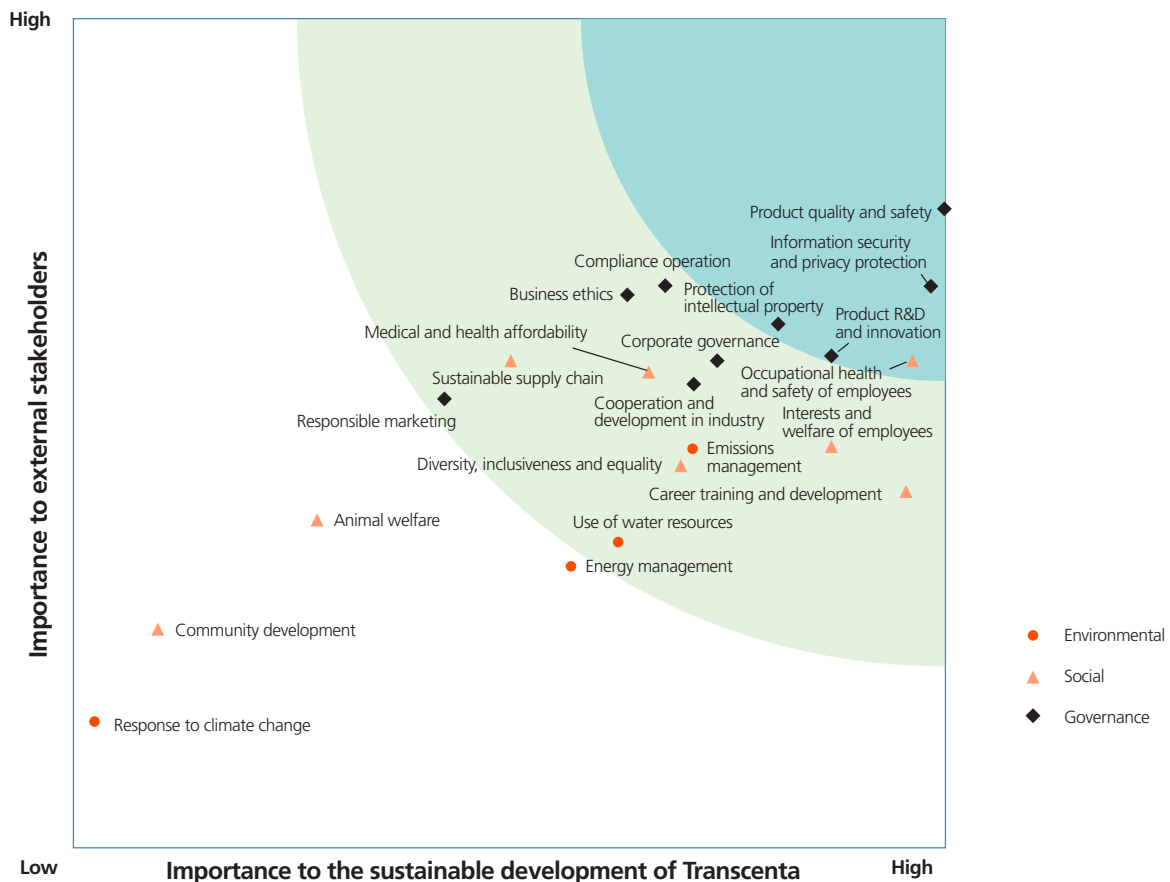 High
Importance to external stakeholders
Product quality and safety
Information security
and privacy protection
Compliance operation
Business ethics
Protection of
intellectual property
Product R&D
and innovation
Medical and health affordability
Corporate governance
Sustainable supply chain
Occupational health
and safety of employees
Responsible marketing
Cooperation and
development in industry
Interests and
welfare of employees
Emissions
management
Diversity, inclusiveness and equality
Career training and development
Animal welfare
Use of water resources
Energy management
Community development
Response to climate change
Environmental
Social
Governance
Low
Importance to the sustainable development of Transcenta
High